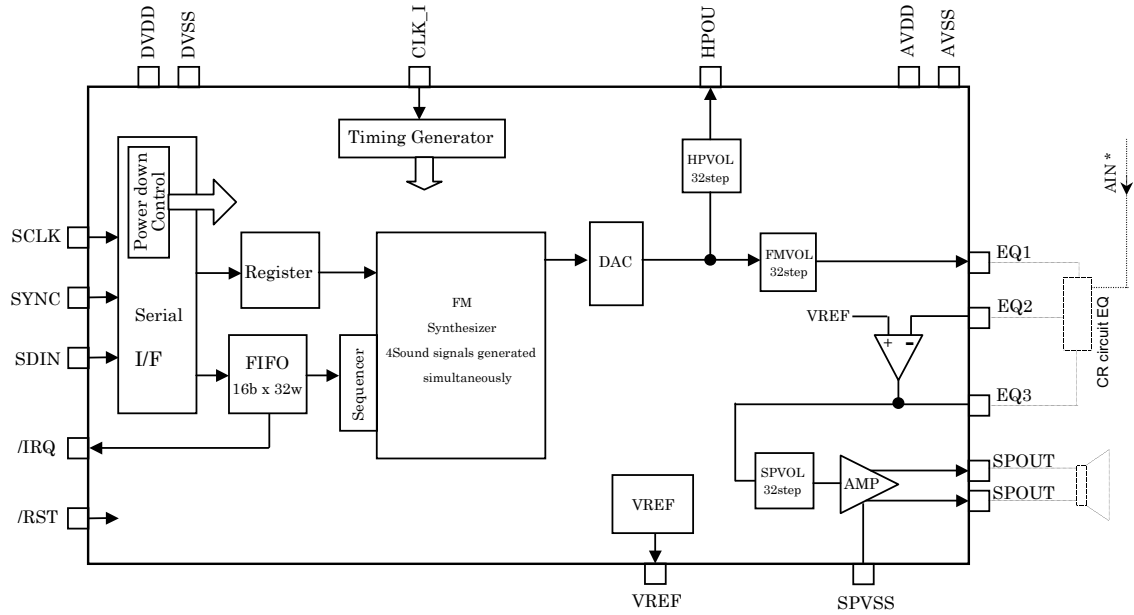 DVDD
DVSS
CLK_I
HPOU
AVDD
AVSS
Timing Generator
HPVOL
32step
AIN *
Power down
Control
SCLK
SYNC
SDIN
/IRQ
/RST
Serial
I/F
Register
FIFO
16b x 32w
Sequencer
FM
Synthesizer
4Sound signals generated
simultaneously
DAC
FMVOL
32step
EQ1
EQ2
EQ3
VREF
+
-
CR circuit EQ
SPVOL
32step
AMP
SPOUT
SPOUT
VREF
VREF
SPVSS